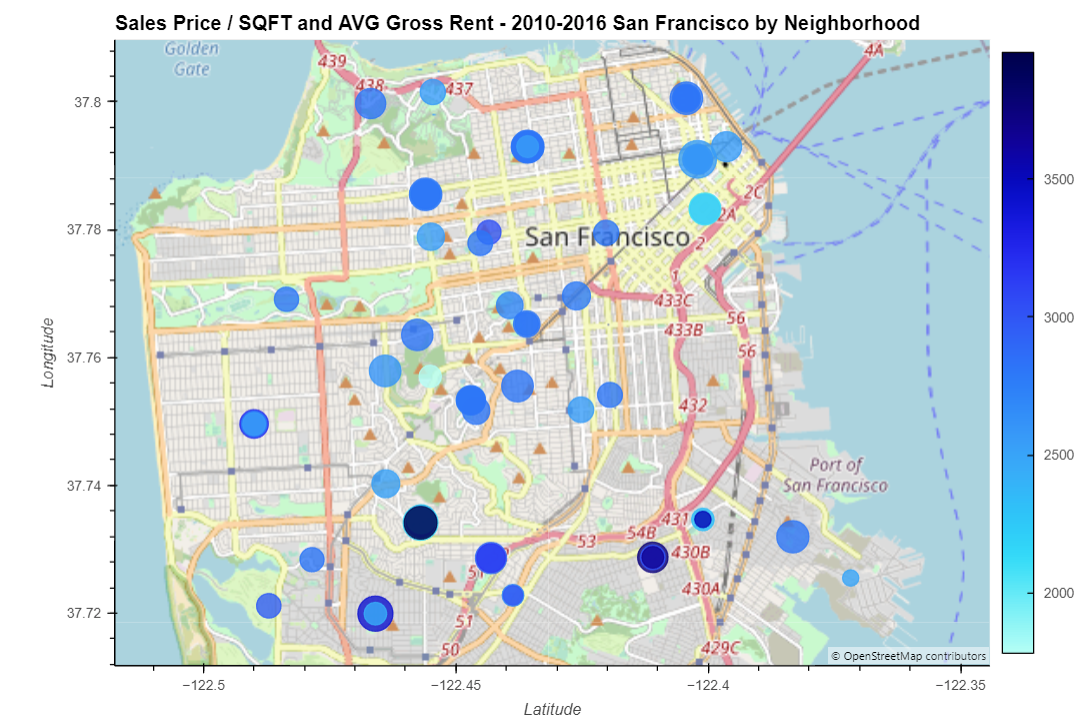 Sales Price / SQFT and AVG Gross Rent - 2010-2016 San Francisco by Neighborhood
Golden
Gate
4A
439
438
437
37.8
3500
2C
2A
37.78
San Francisco
2
1
433C
3000
56
433B
37.76
56
Longitude
432
2500
Port of
San Francisco
37.74
431
54B
53
430B
51
430A
2000
37.72
51
50
429C
© OpenStreetMap contributors
−122.5
−122.45
−122.4
−122.35
Latitude